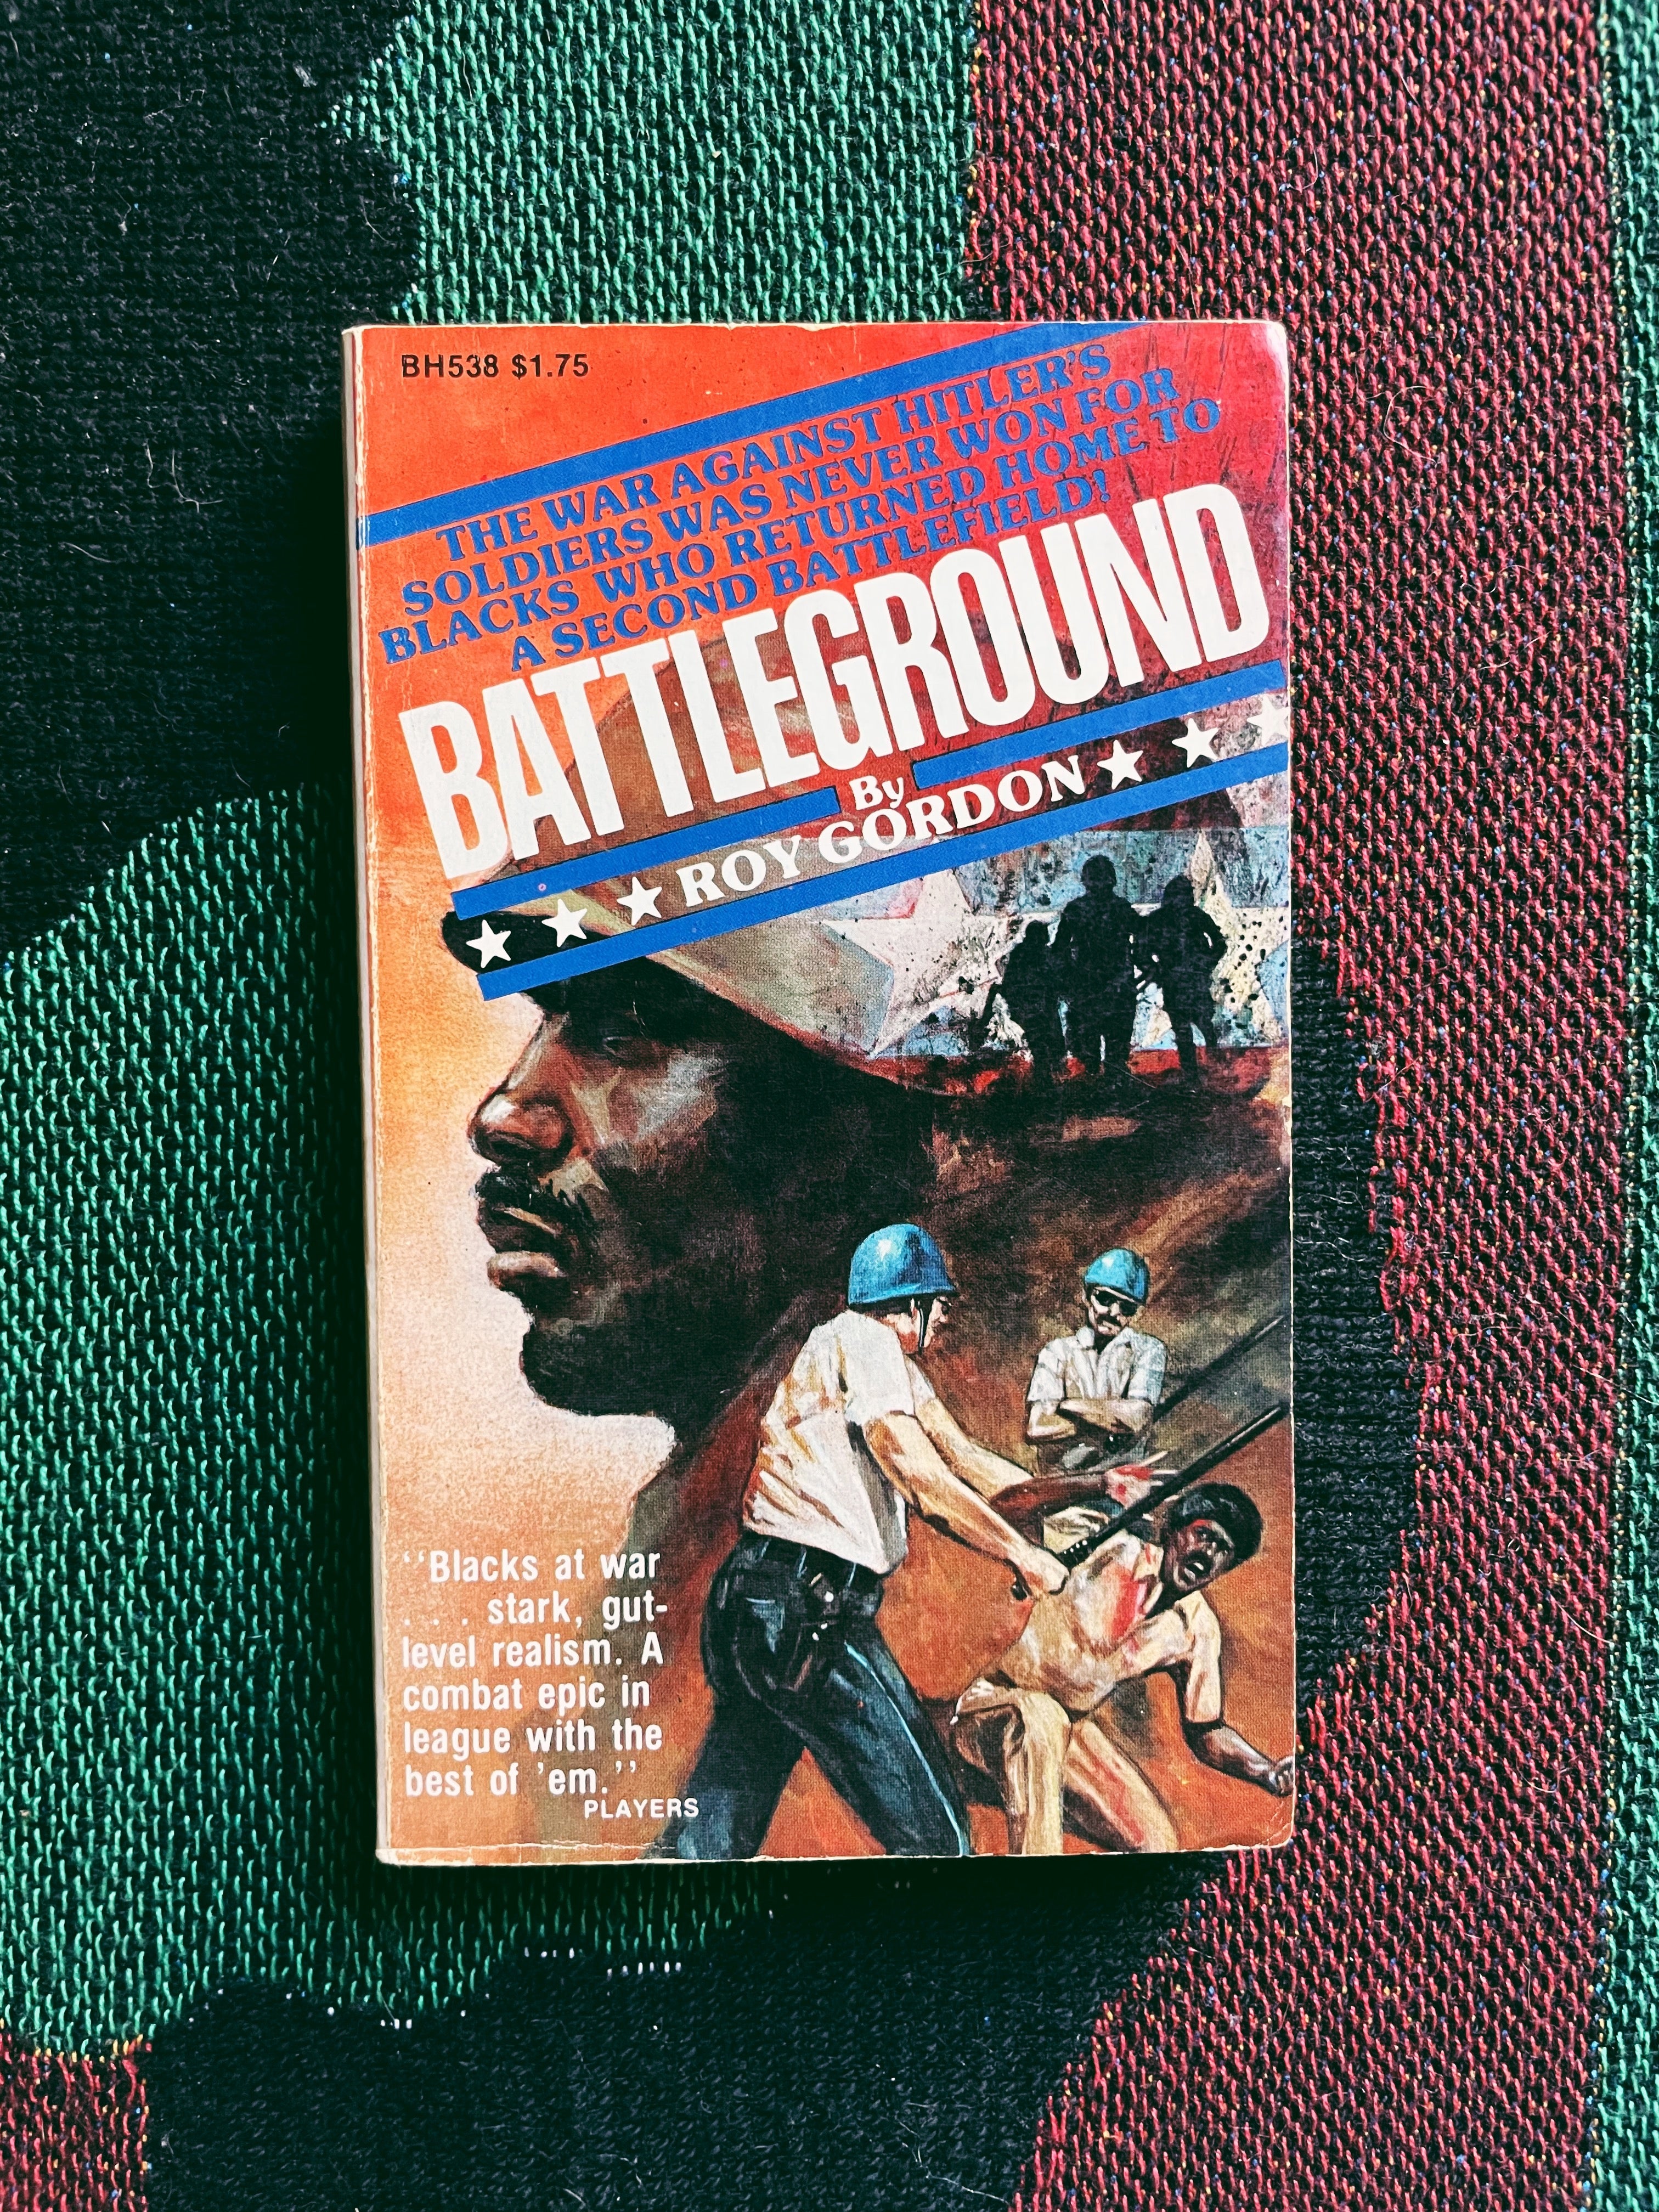 BH538 $1.75
THE WAR AGAINST HITLER'S
SOLDIERS WAS NEVER WON FOR
BLACKS WHO RETURNED HOME TO
A SECOND BATTLEFIELD!
BATTLEGROUND
By
ROY GORDON
"Blacks at war
. . . stark, gut-
level realism. A
combat epic in
league with the
best of 'em."
PLAYERS